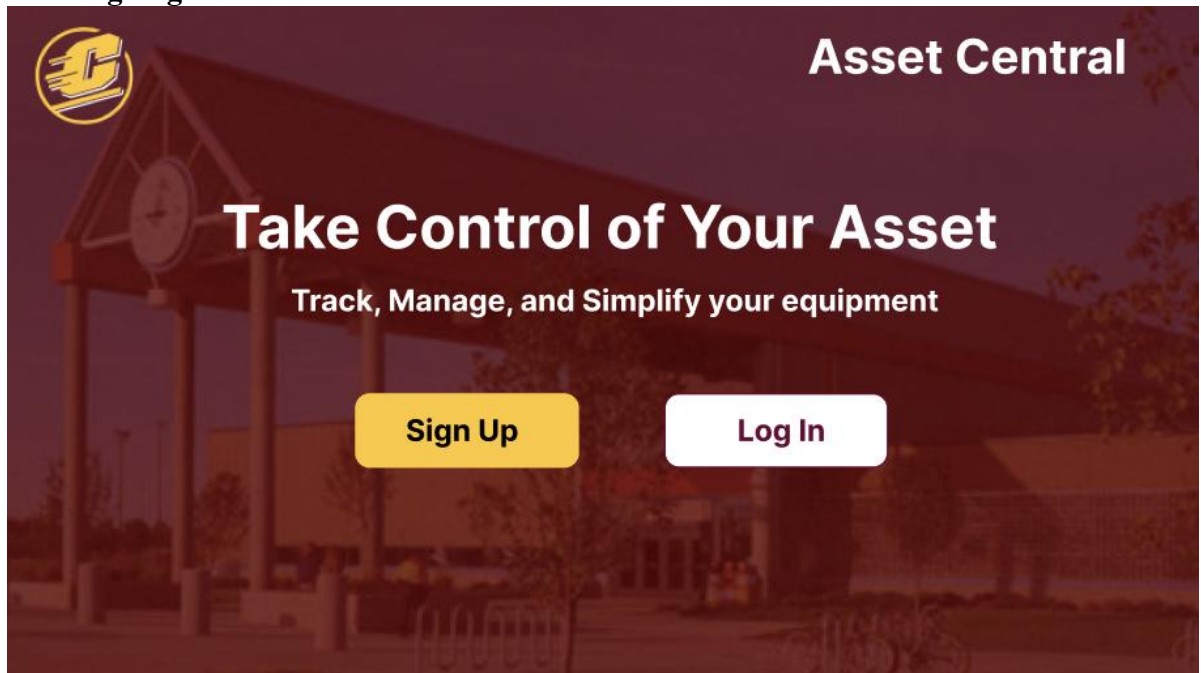 Asset Central
Take Control of Your Asset
Track, Manage, and Simplify your equipment
Sign Up
Log In